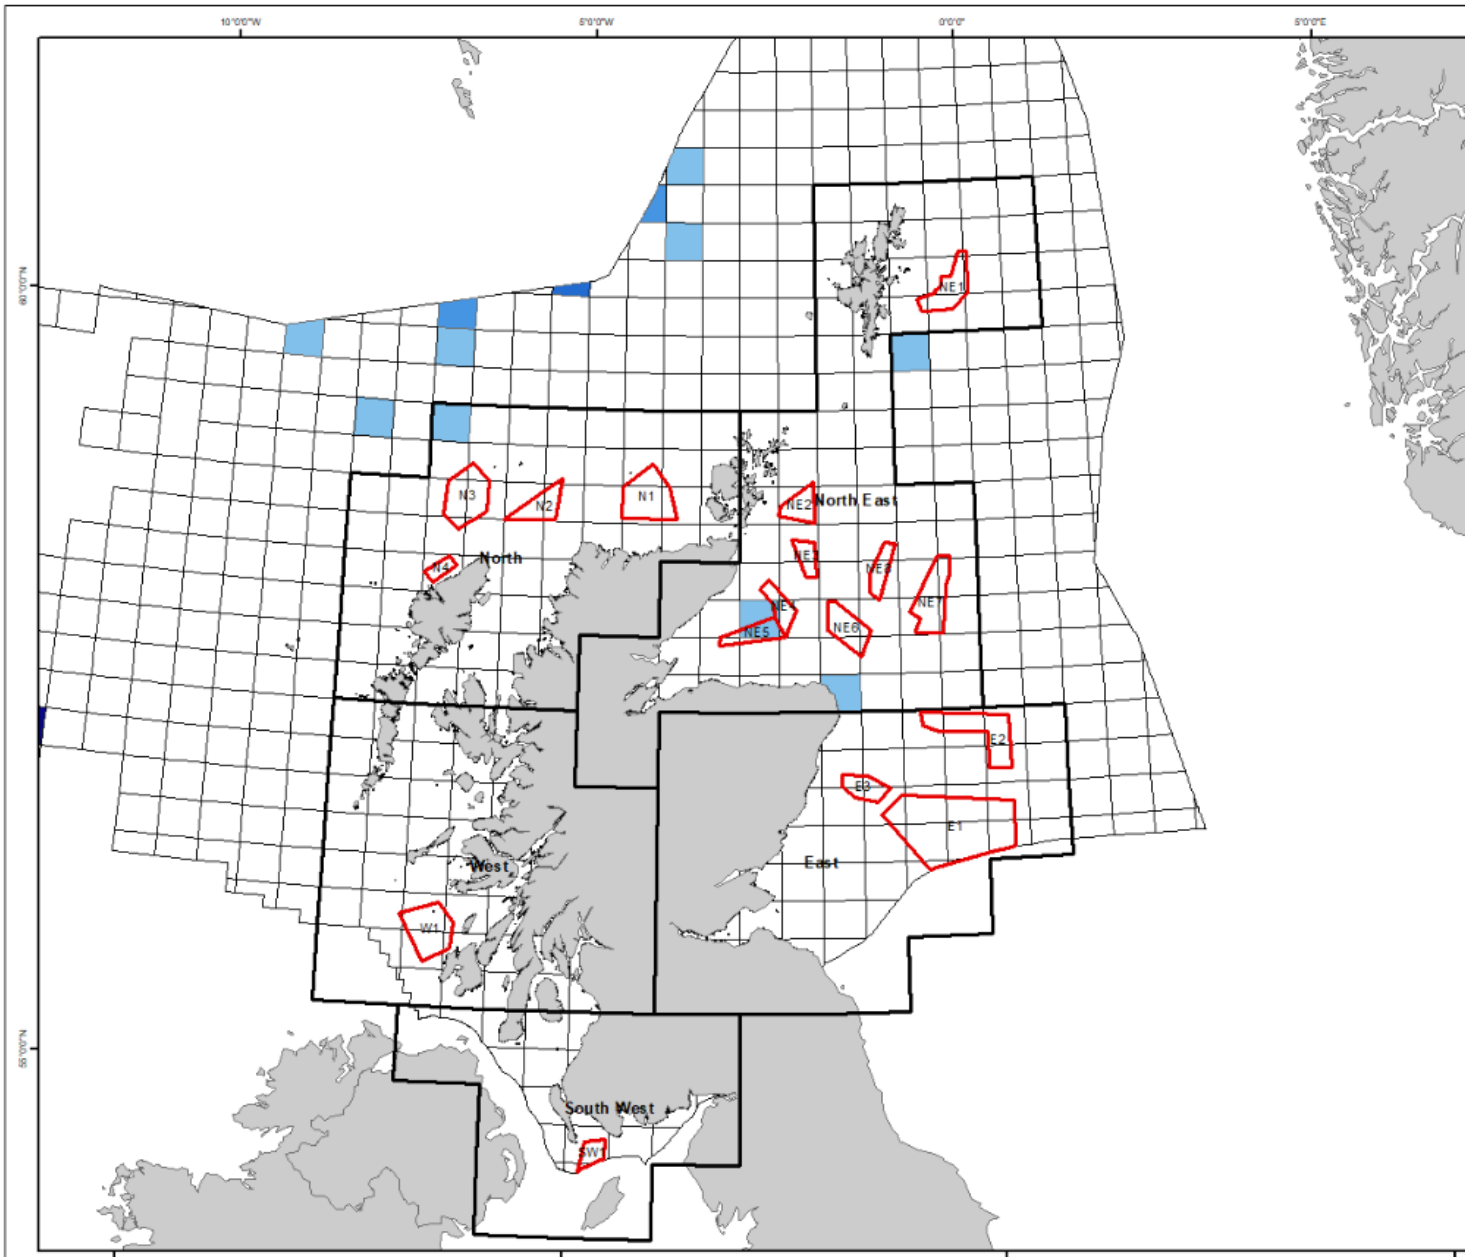 10°0'0"W 5°0'0"W 0°0'0" 5°0'0"E
60°0'0"N
NE1
N3 N2 N1 NE2 North East
North NE3 NE8
N4
NE4 NE7
NE5 NE6
E2
E3
E1
West East
W1
55°0'0"N
South West
SW1